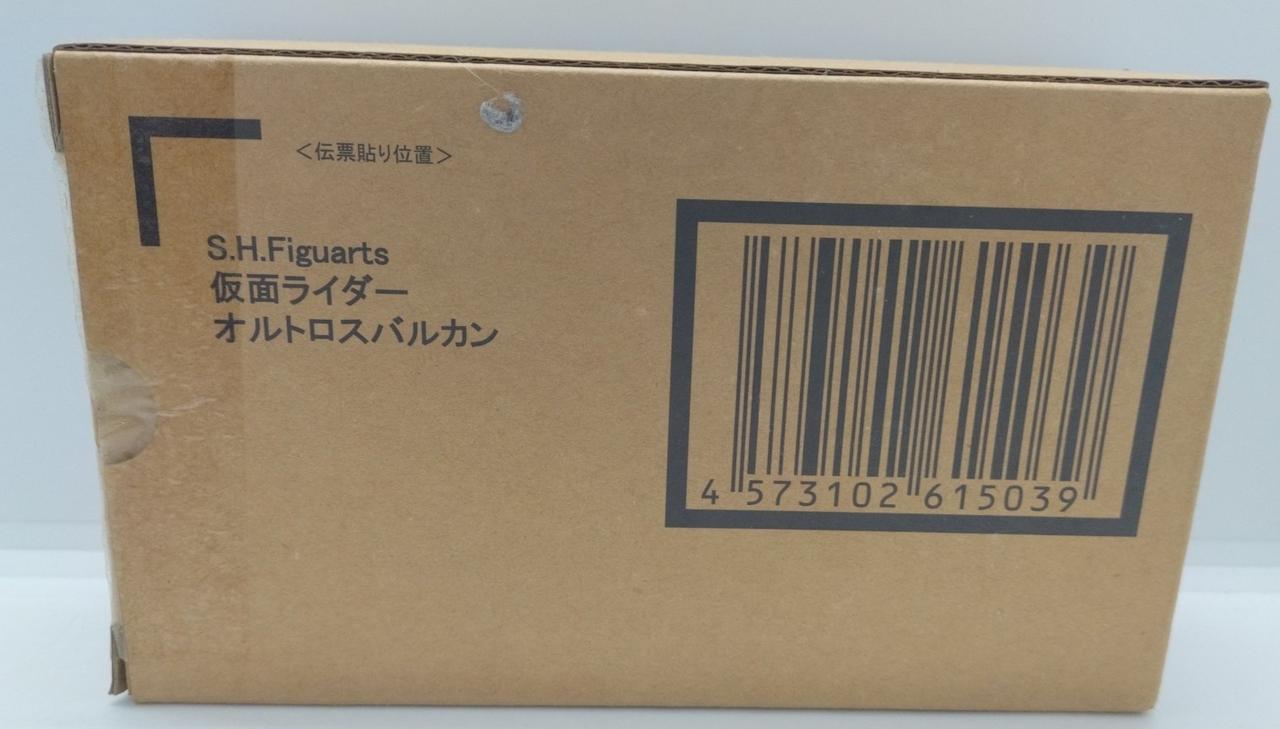 <伝票貼り位置>
S.H.Figuarts
仮面ライダー
オルトロスバルカン
4 573102 615039